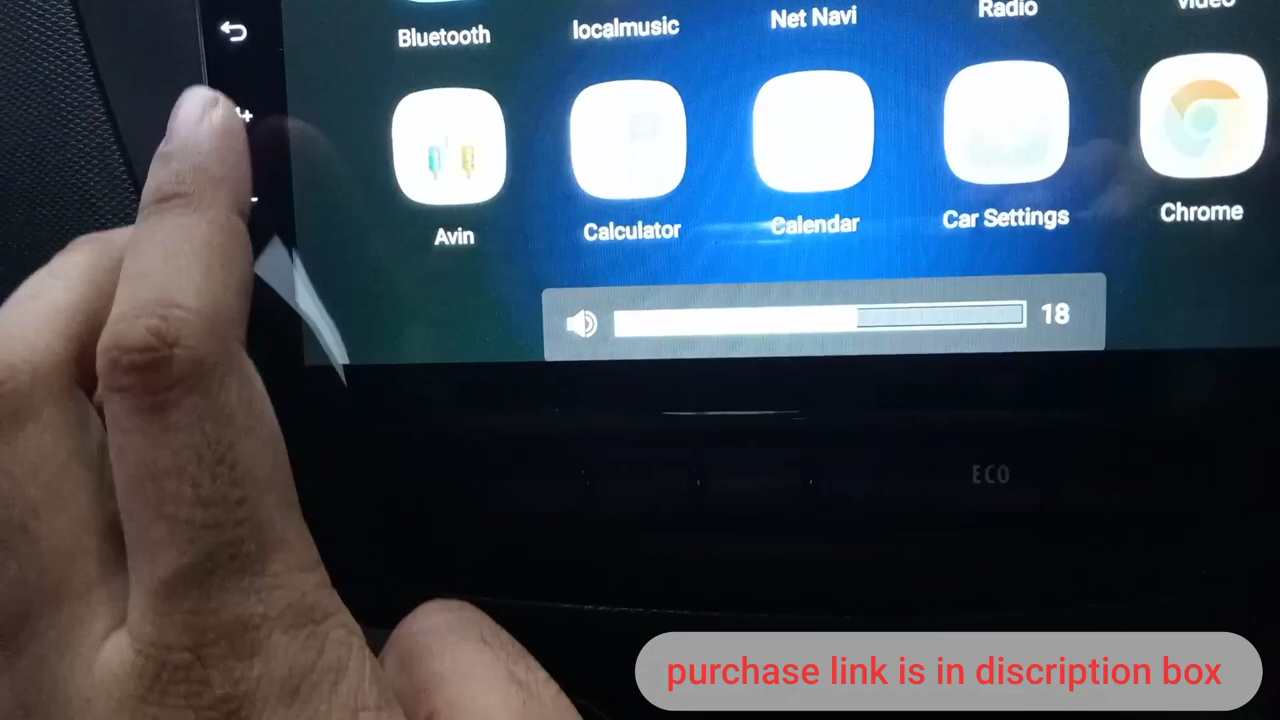 Bluetooth
localmusic
Net Navi
Radio
video
+
-
Avin
Calculator
Calendar
Car Settings
Chrome
18
ECO
purchase link is in discription box